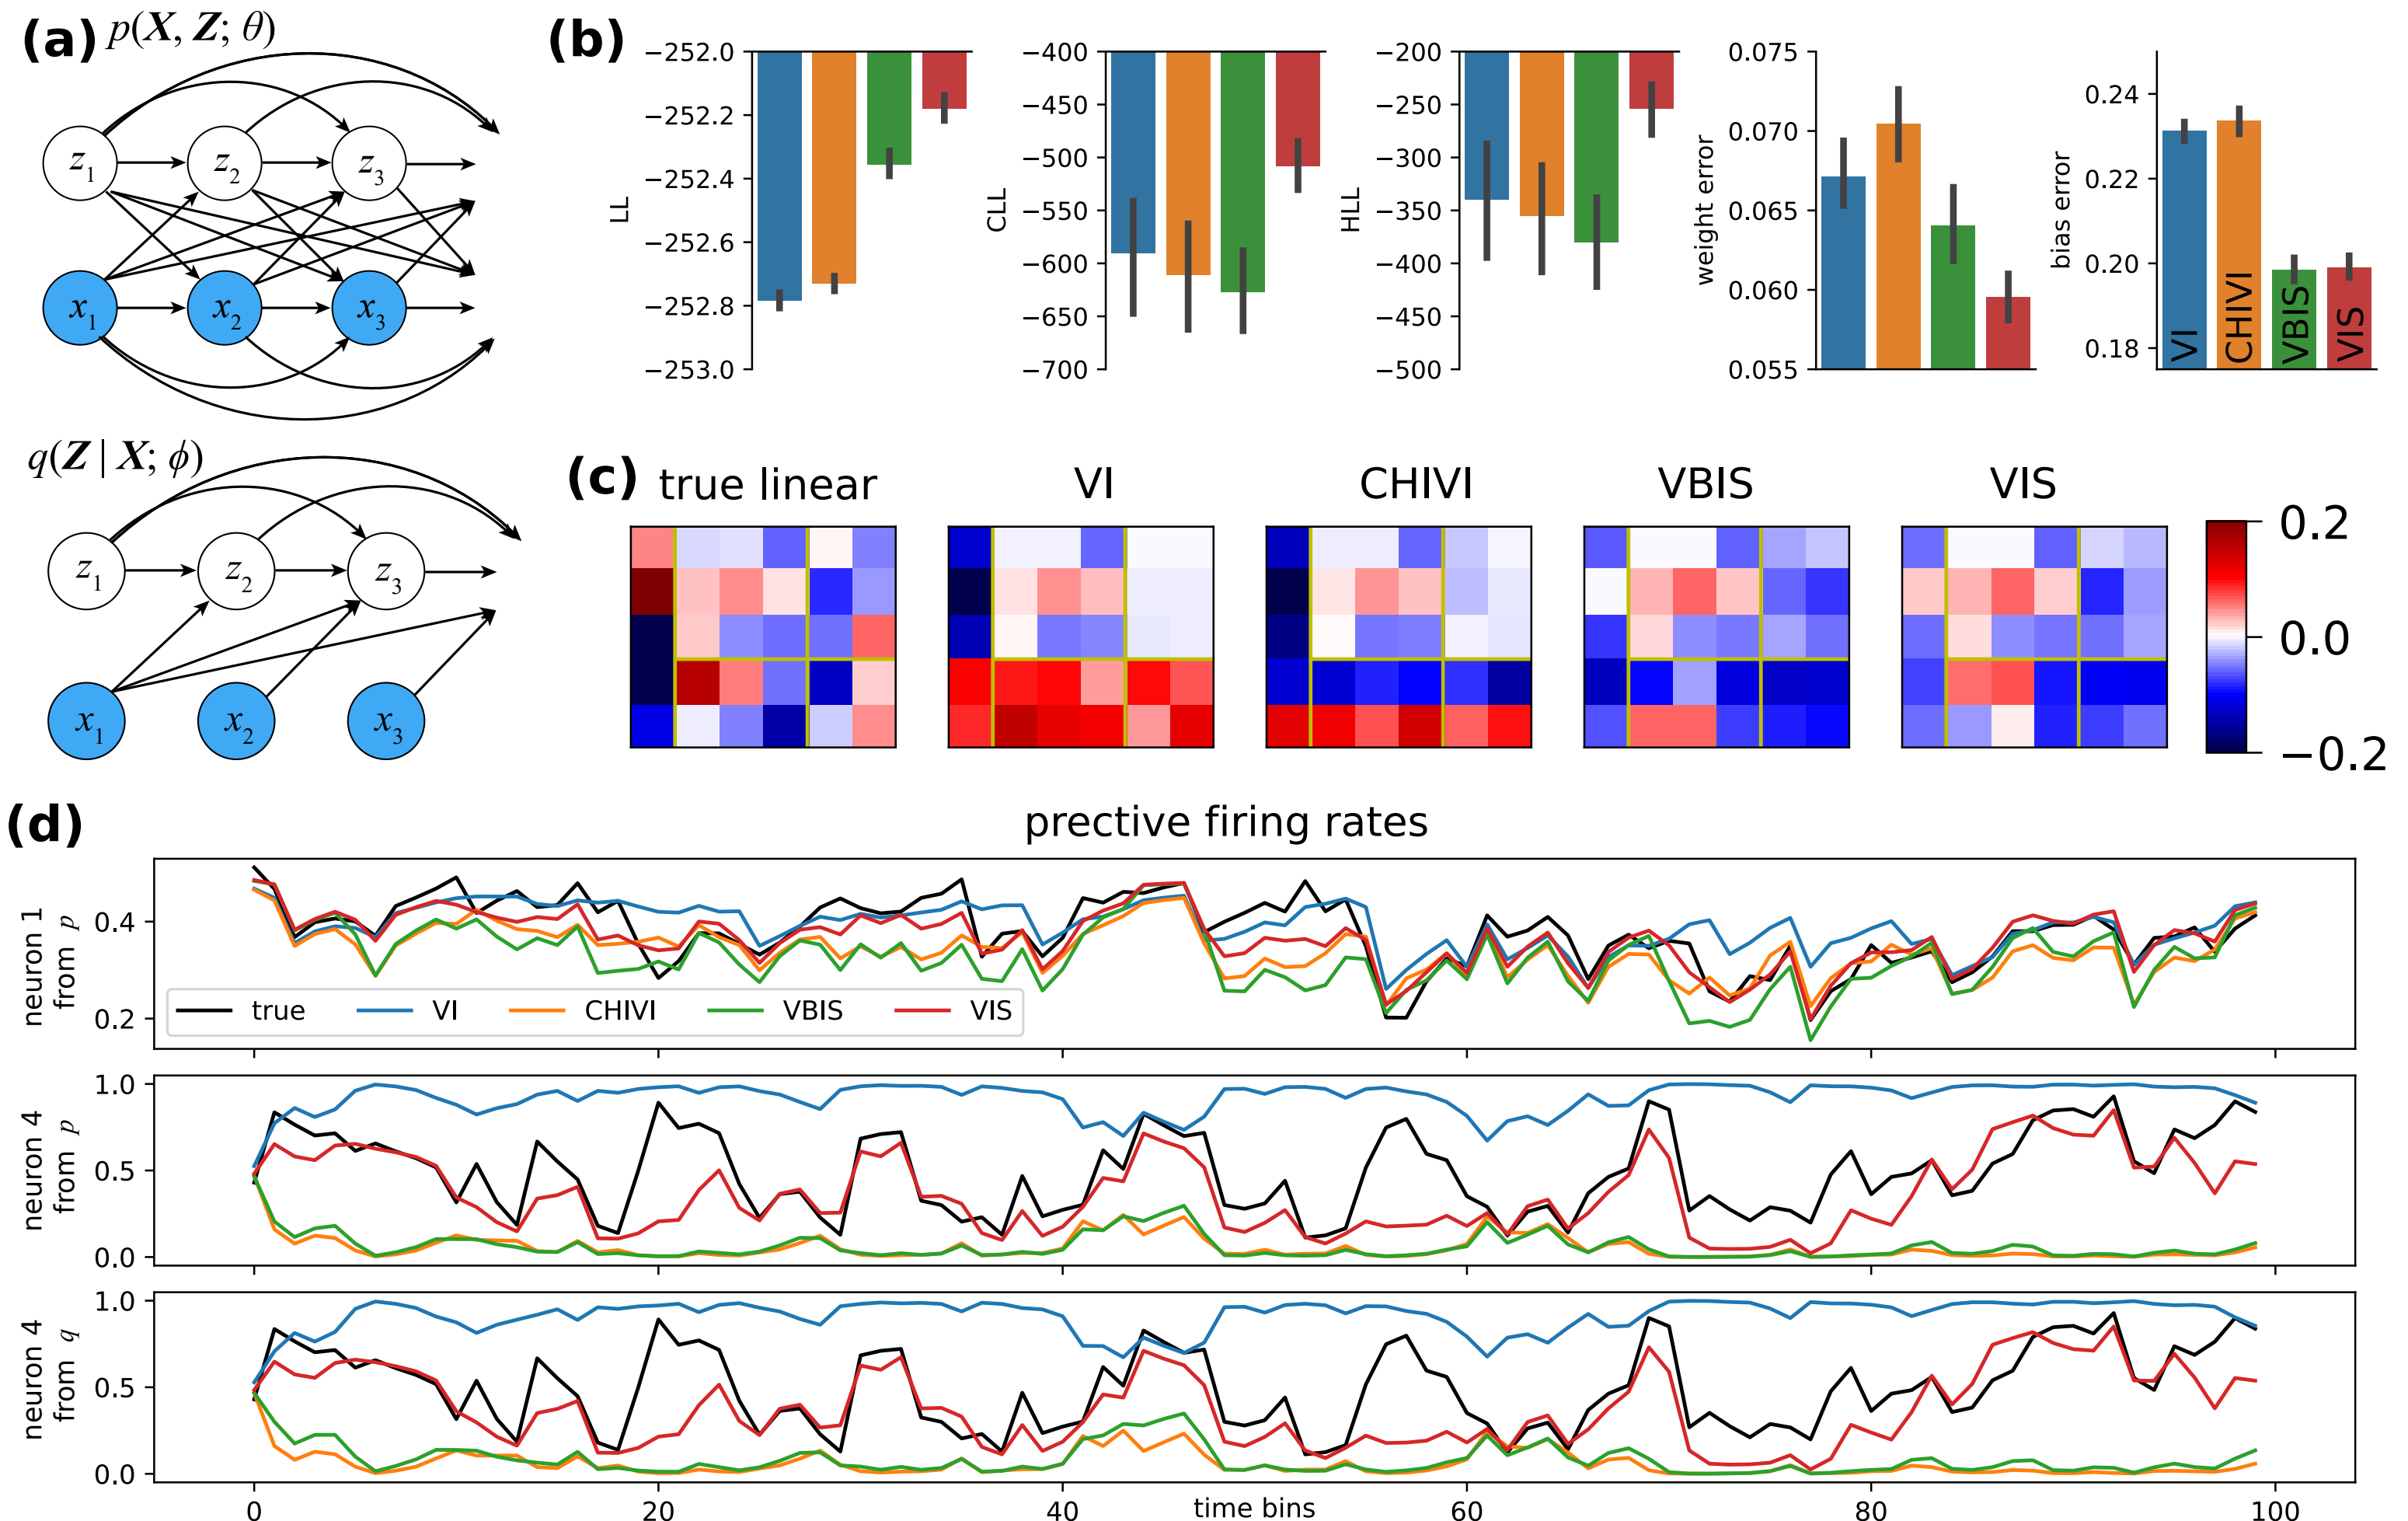 (a) p(X, Z; θ)
z1 z2 z3
x1 x2 x3
q(Z | X; ϕ)
z1 z2 z3
x1 x2 x3
(b)
LL
−252.0
−252.2
−252.4
−252.6
−252.8
−253.0
CLL
−400
−450
−500
−550
−600
−650
−700
HLL
−200
−250
−300
−350
−400
−450
−500
weight error
0.075
0.070
0.065
0.060
0.055
bias error
0.24
0.22
0.20
0.18
VI
CHIVI
VBIS
VIS
(c) true linear VI CHIVI VBIS VIS
0.2
0.0
−0.2
(d) prective firing rates
neuron 1
from p
0.4
0.2
true VI CHIVI VBIS VIS
neuron 4
from p
1.0
0.5
0.0
neuron 4
from q
1.0
0.5
0.0
0 20 40 60 80 100
time bins